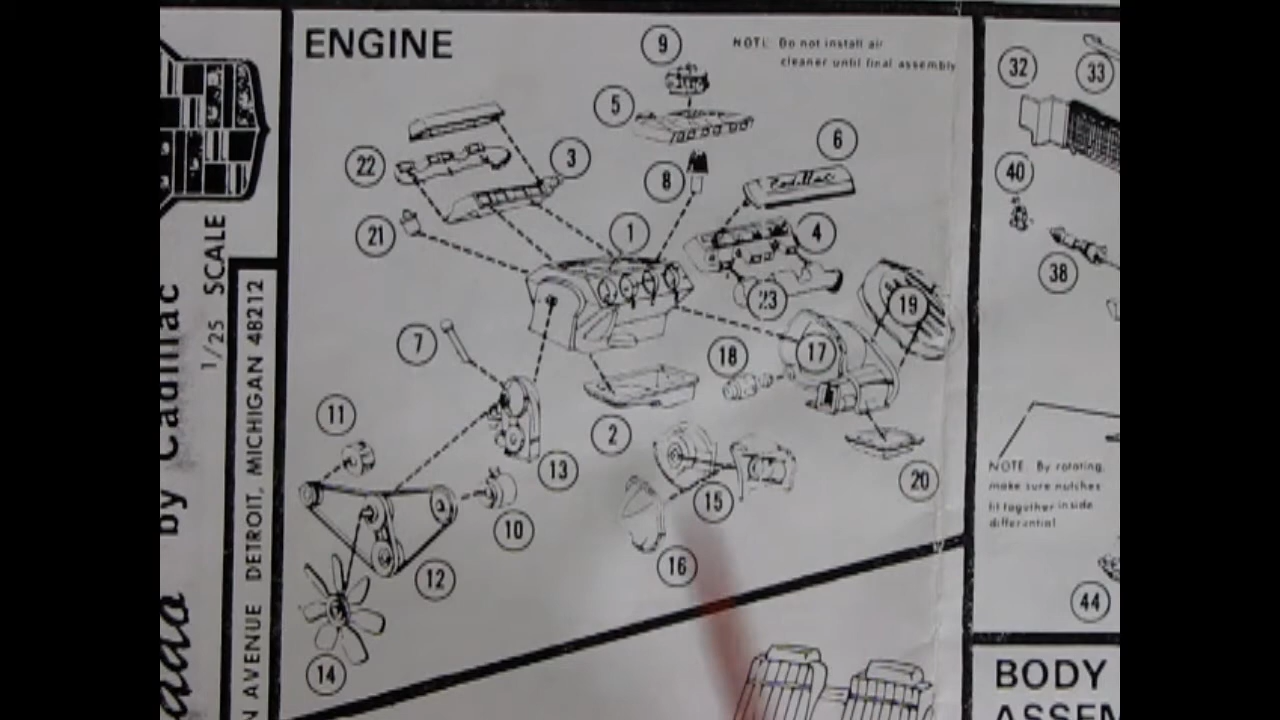 ENGINE
NOTE: Do not install air
cleaner until final assembly
9
5
6
22
3
8
21
1
4
23
19
7
18
17
11
2
13
20
10
15
12
16
14
32
33
40
38
NOTE: By rotating,
make sure notches
fit together inside
differential
44
BODY
ASSEM
by Cadillac
1/25 SCALE
AVENUE DETROIT, MICHIGAN 48212
Cadillac